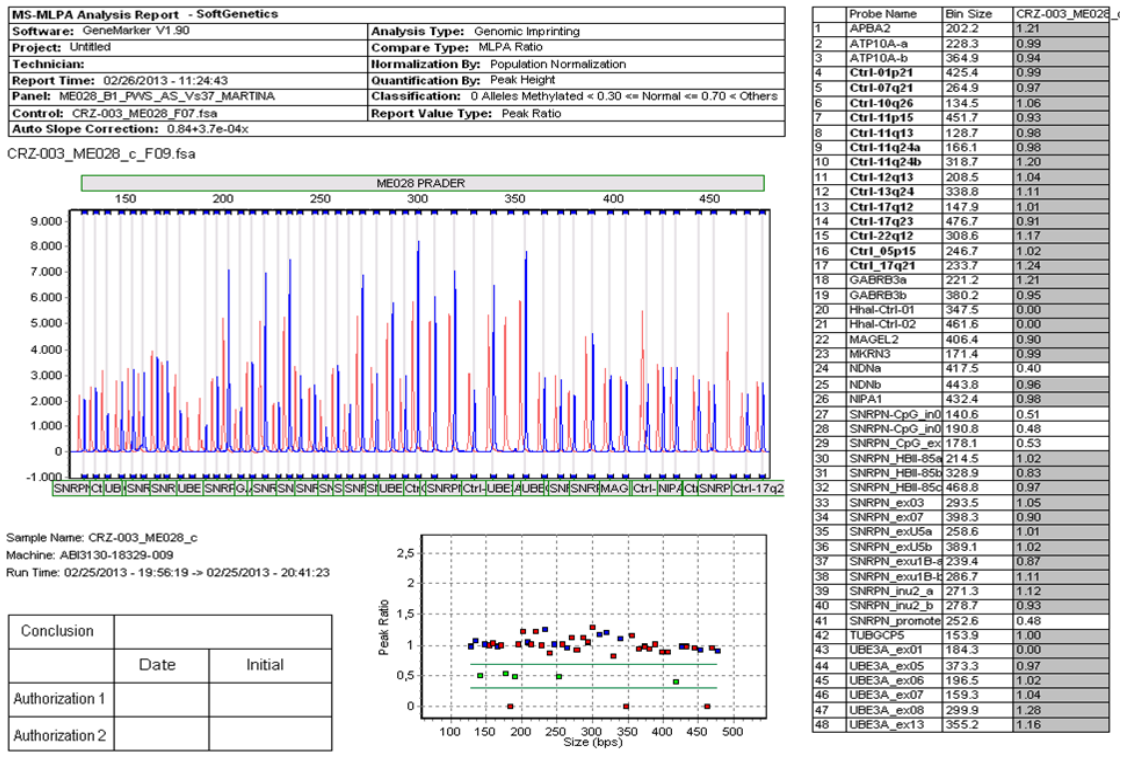 MS-MLPA Analysis Report - SoftGenetics
Software: GeneMarker V1.90
Analysis Type: Genomic Imprinting
Project: Untitled
Compare Type: MLPA Ratio
Technician:
Normalization By: Population Normalization
Report Time: 02/26/2013 - 11:24:43
Quantification By: Peak Height
Panel: ME028_B1_PWS_AS_Vs37_MARTINA
Classification: 0 Alleles Methylated < 0.30 <= Normal <= 0.70 < Others
Control: CRZ-003_ME028_F07.fsa
Report Value Type: Peak Ratio
Auto Slope Correction: 0.84+3.7e-04x
CRZ-003_ME028_c_F09.fsa
ME028 PRADER
150 200 250 300 350 400 450
9.000
8.000
7.000
6.000
5.000
4.000
3.000
2.000
1.000
0
-1.000
Sample Name: CRZ-003_ME028_c
Machine: ABI3130-18329-009
Run Time: 02/25/2013 - 19:56:19 -> 02/25/2013 - 20:41:23
Conclusion
Date Initial
Authorization 1
Authorization 2
Peak Ratio
2,5
2
1,5
1
0,5
0
100 150 200 250 300 350 400 450 500
Size (bps)
Probe Name Bin Size CRZ-003_ME028_c
1 APBA2 202.2 1.21
2 ATP10A-a 228.3 0.99
3 ATP10A-b 364.9 0.94
4 Ctrl-01p21 425.4 0.99
5 Ctrl-07q21 264.9 0.97
6 Ctrl-10q26 134.5 1.06
7 Ctrl-11p15 451.7 0.93
8 Ctrl-11q13 128.7 0.98
9 Ctrl-11q24a 166.1 0.98
10 Ctrl-11q24b 318.7 1.20
11 Ctrl-12q13 208.5 1.04
12 Ctrl-13q24 338.8 1.11
13 Ctrl-17q12 147.9 1.01
14 Ctrl-17q23 476.7 0.91
15 Ctrl-22q12 308.6 1.17
16 Ctrl_05p15 246.7 1.02
17 Ctrl_17q21 233.7 1.24
18 GABRB3a 221.2 1.21
19 GABRB3b 380.2 0.95
20 HhaI-Ctrl-01 347.5 0.00
21 HhaI-Ctrl-02 461.6 0.00
22 MAGEL2 406.4 0.90
23 MKRN3 171.4 0.99
24 NDNa 417.5 0.40
25 NDNb 443.8 0.96
26 NIPA1 432.4 0.98
27 SNRPN-CpG_in0 140.6 0.51
28 SNRPN-CpG_in0 190.8 0.48
29 SNRPN_CpG_ex 178.1 0.53
30 SNRPN_HBII-85a 214.5 1.02
31 SNRPN_HBII-85b 328.9 0.83
32 SNRPN_HBII-85c 468.8 0.97
33 SNRPN_ex03 293.5 1.05
34 SNRPN_ex07 398.3 0.90
35 SNRPN_exU5a 258.6 1.01
36 SNRPN_exU5b 389.1 1.02
37 SNRPN_exu1B-a 239.4 0.87
38 SNRPN_exu1B-b 286.7 1.11
39 SNRPN_inu2_a 271.3 1.12
40 SNRPN_inu2_b 278.7 0.93
41 SNRPN_promote 252.6 0.48
42 TUBGCP5 153.9 1.00
43 UBE3A_ex01 184.3 0.00
44 UBE3A_ex05 373.3 0.97
45 UBE3A_ex06 196.5 1.02
46 UBE3A_ex07 159.3 1.04
47 UBE3A_ex08 299.9 1.28
48 UBE3A_ex13 355.2 1.16